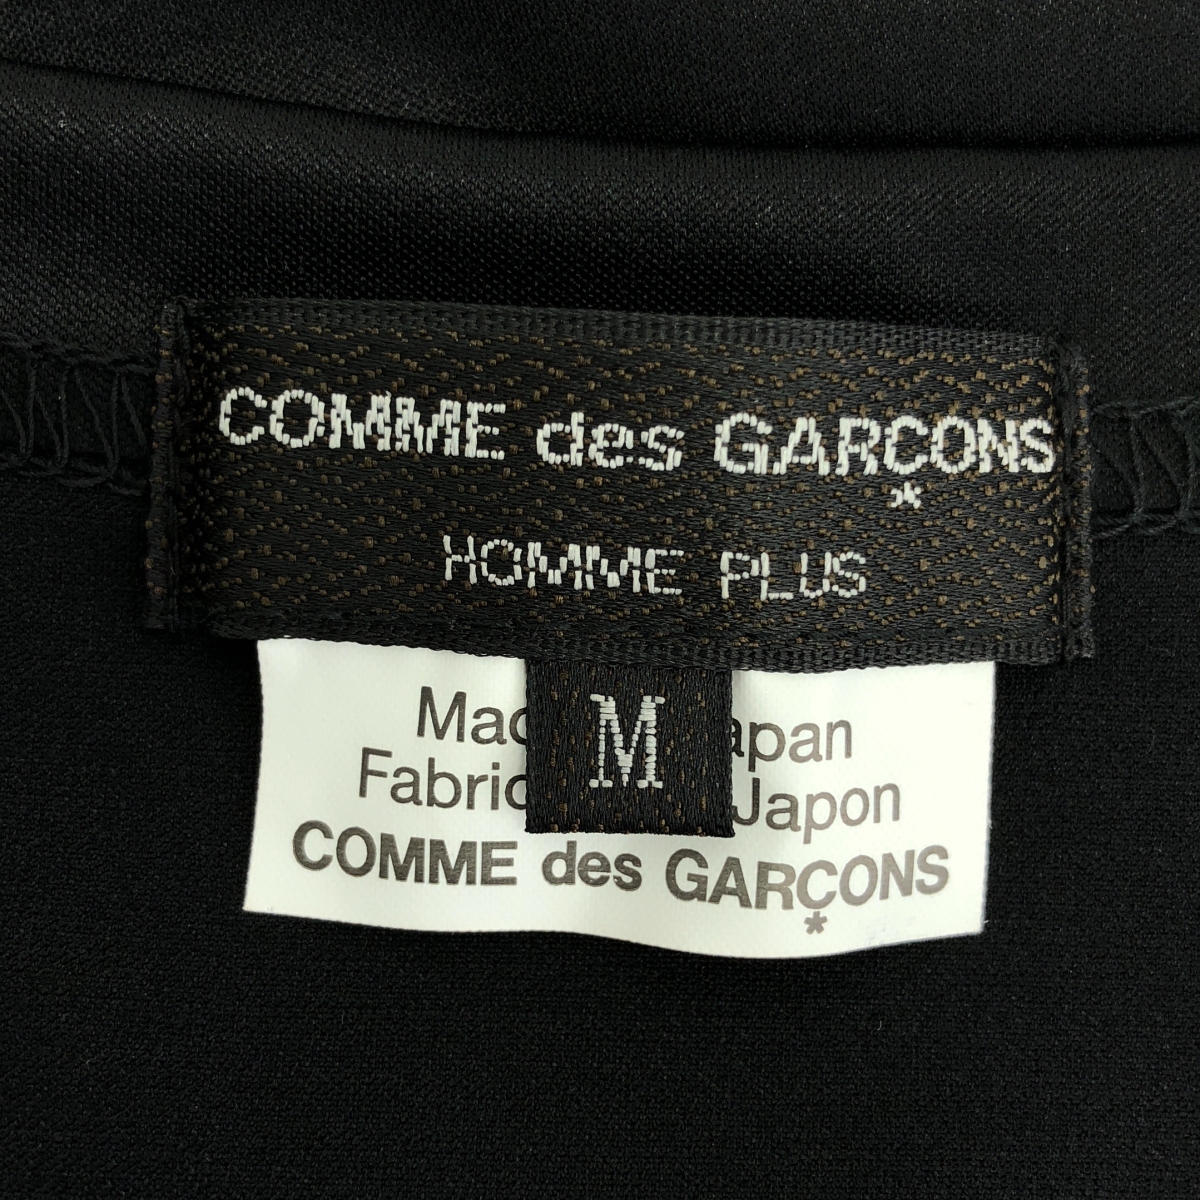 COMME des GARÇONS
HOMME PLUS
M
Mad apan
Fabric Japon
COMME des GARÇONS
*